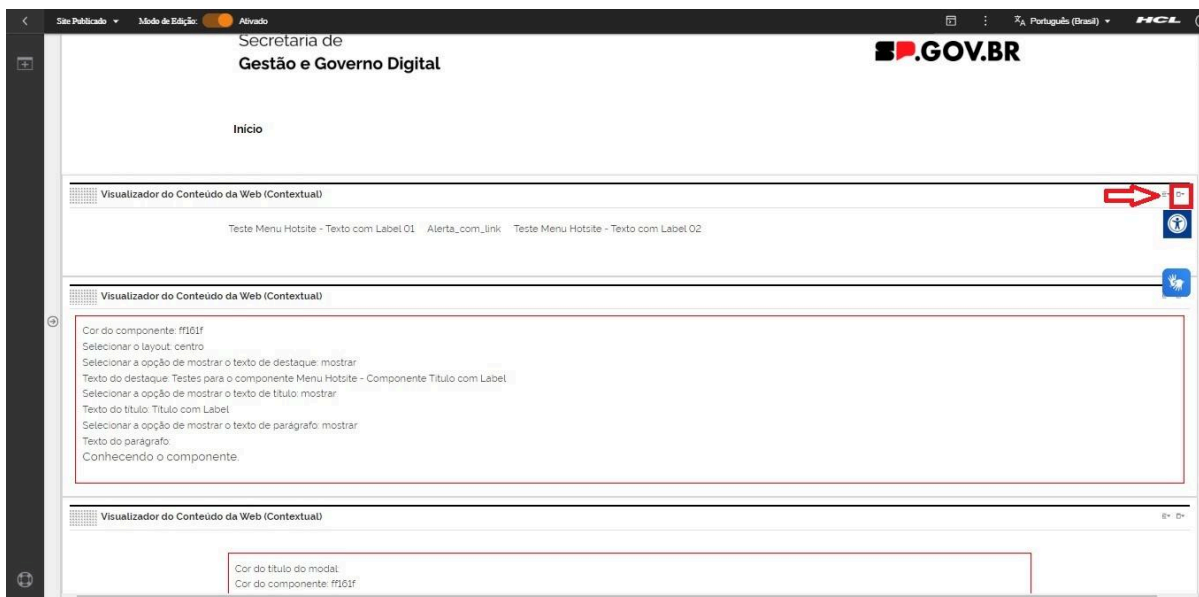 Site Publicado
Modo de Edição:
Ativado
Português (Brasil)
HCL
Secretaria de
Gestão e Governo Digital
SP.GOV.BR
Início
Visualizador do Conteúdo da Web (Contextual)
Teste Menu Hotsite - Texto com Label 01 Alerta_com_link Teste Menu Hotsite - Texto com Label 02
Visualizador do Conteúdo da Web (Contextual)
Cor do componente: ff161f
Selecionar o layout: centro
Selecionar a opção de mostrar o texto de destaque: mostrar
Texto do destaque: Testes para o componente Menu Hotsite - Componente Titulo com Label
Selecionar a opção de mostrar o texto de título: mostrar
Texto do título: Título com Label
Selecionar a opção de mostrar o texto de parágrafo: mostrar
Texto do parágrafo:
Conhecendo o componente.
Visualizador do Conteúdo da Web (Contextual)
Cor do título do modal:
Cor do componente: ff161f